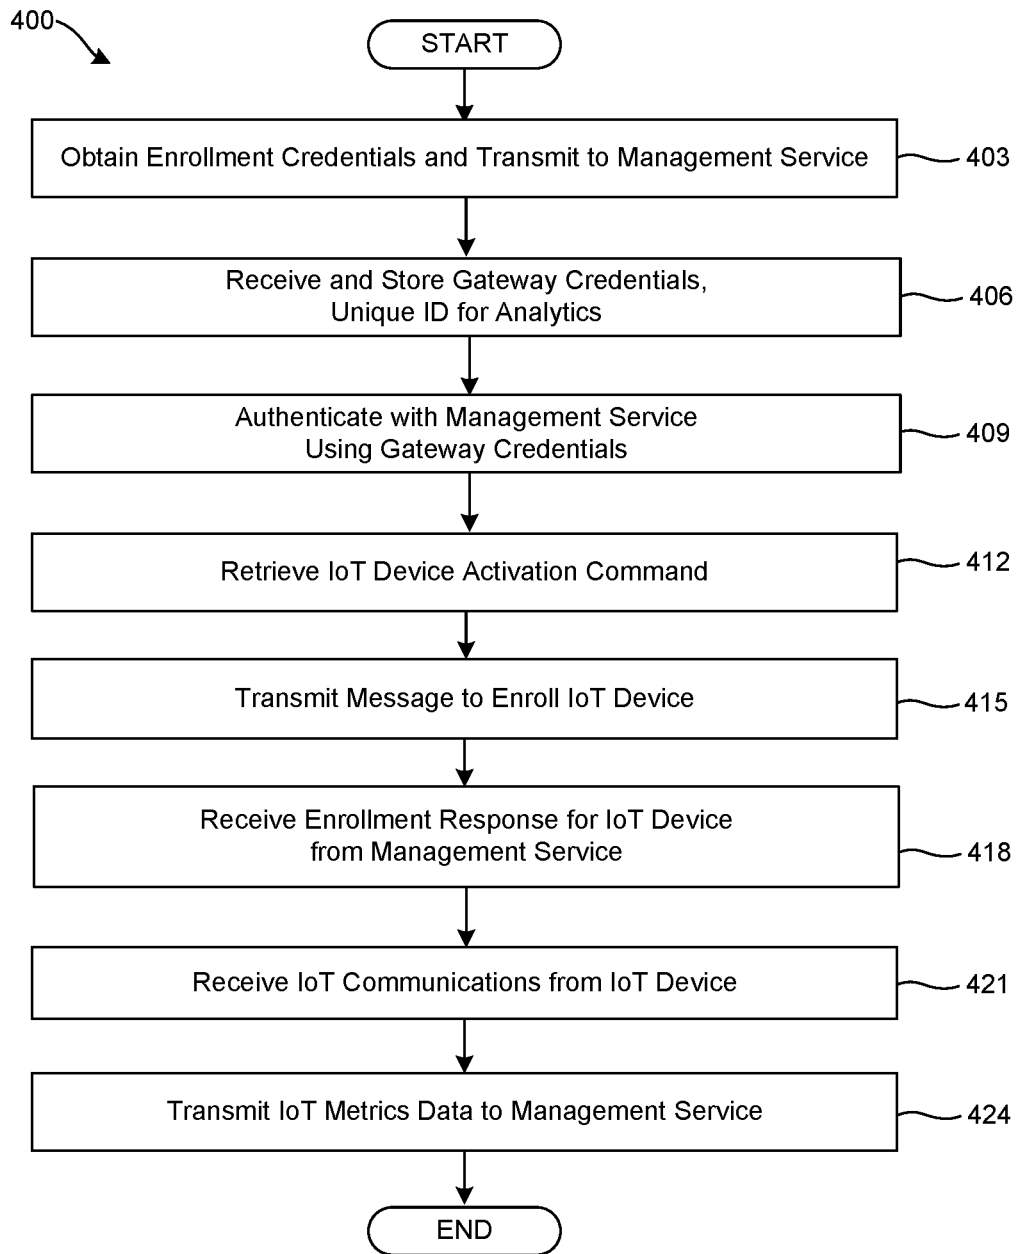 400
START
Obtain Enrollment Credentials and Transmit to Management Service
403
Receive and Store Gateway Credentials,
Unique ID for Analytics
406
Authenticate with Management Service
Using Gateway Credentials
409
Retrieve IoT Device Activation Command
412
Transmit Message to Enroll IoT Device
415
Receive Enrollment Response for IoT Device
from Management Service
418
Receive IoT Communications from IoT Device
421
Transmit IoT Metrics Data to Management Service
424
END